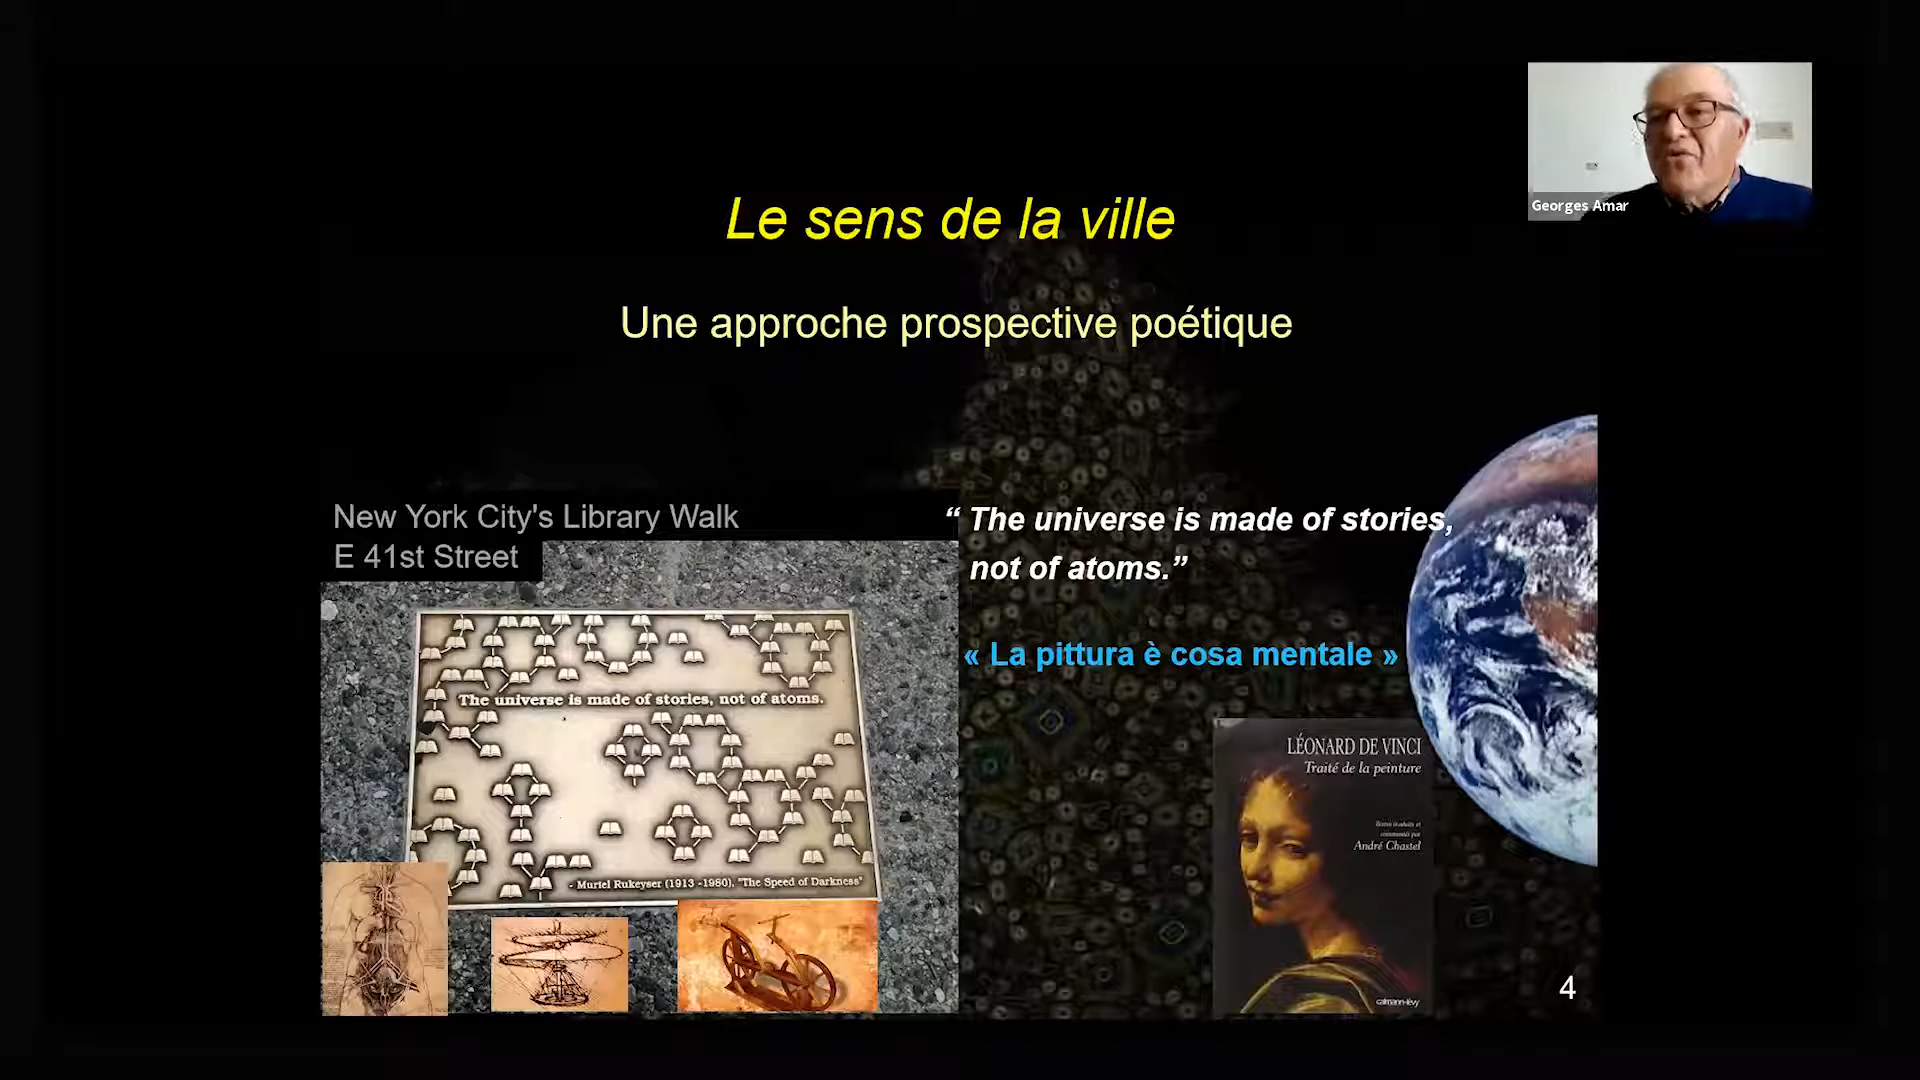 Georges Amar
Le sens de la ville
Une approche prospective poétique
New York City's Library Walk
E 41st Street
“ The universe is made of stories,
not of atoms.”
« La pittura è cosa mentale »
The universe is made of stories, not of atoms.
- Muriel Rukeyser (1913 -1980), "The Speed of Darkness"
LÉONARD DE VINCI
Traité de la peinture
André Chastel
calmann-lévy
4